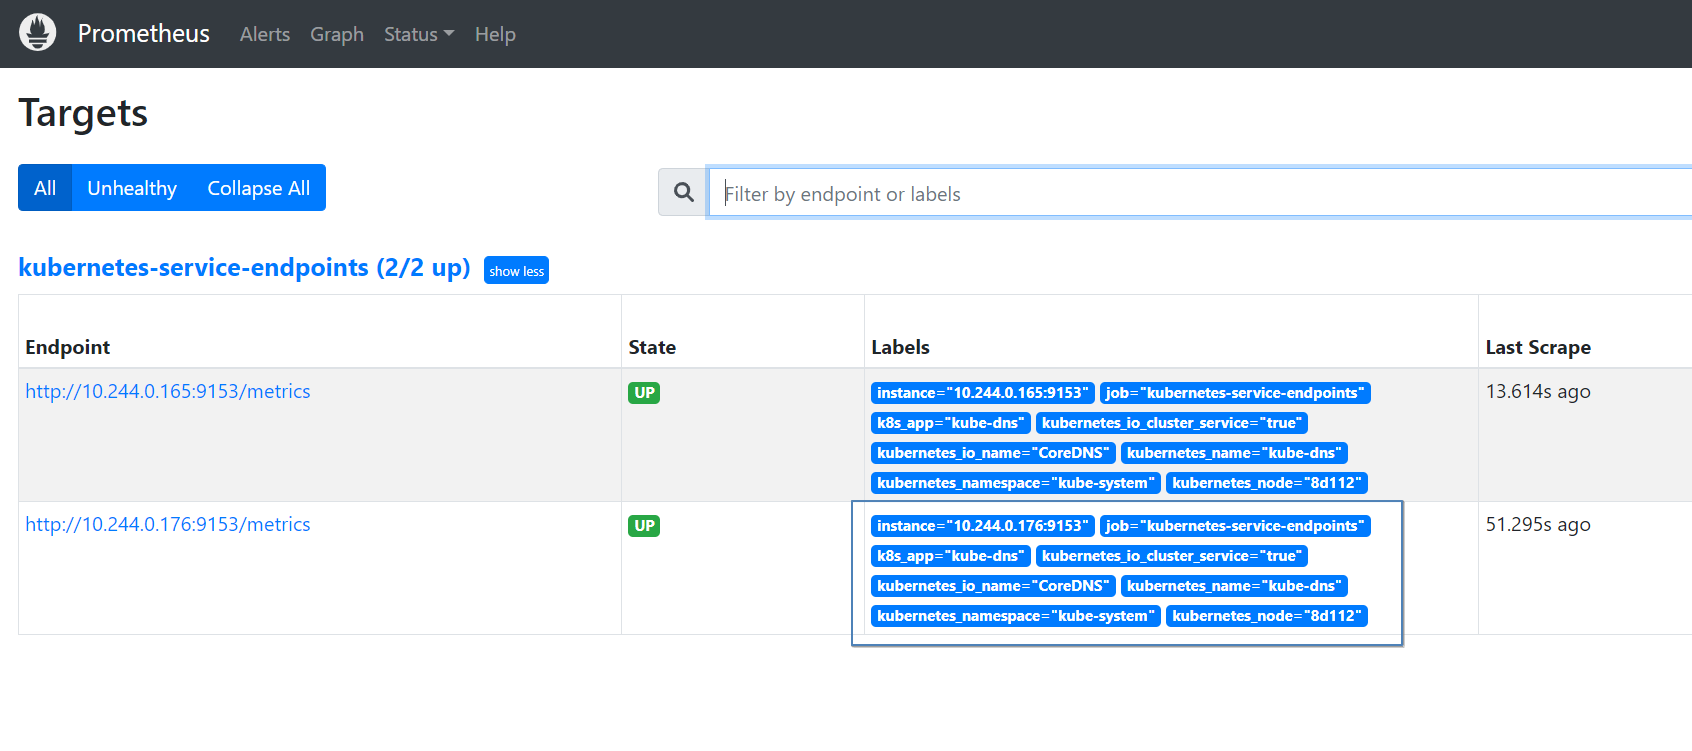 Prometheus Alerts Graph Status Help
Targets
All Unhealthy Collapse All
Filter by endpoint or labels
kubernetes-service-endpoints (2/2 up) show less
Endpoint State Labels Last Scrape
http://10.244.0.165:9153/metrics UP instance="10.244.0.165:9153" job="kubernetes-service-endpoints" 13.614s ago
k8s_app="kube-dns" kubernetes_io_cluster_service="true"
kubernetes_io_name="CoreDNS" kubernetes_name="kube-dns"
kubernetes_namespace="kube-system" kubernetes_node="8d112"
http://10.244.0.176:9153/metrics UP instance="10.244.0.176:9153" job="kubernetes-service-endpoints" 51.295s ago
k8s_app="kube-dns" kubernetes_io_cluster_service="true"
kubernetes_io_name="CoreDNS" kubernetes_name="kube-dns"
kubernetes_namespace="kube-system" kubernetes_node="8d112"